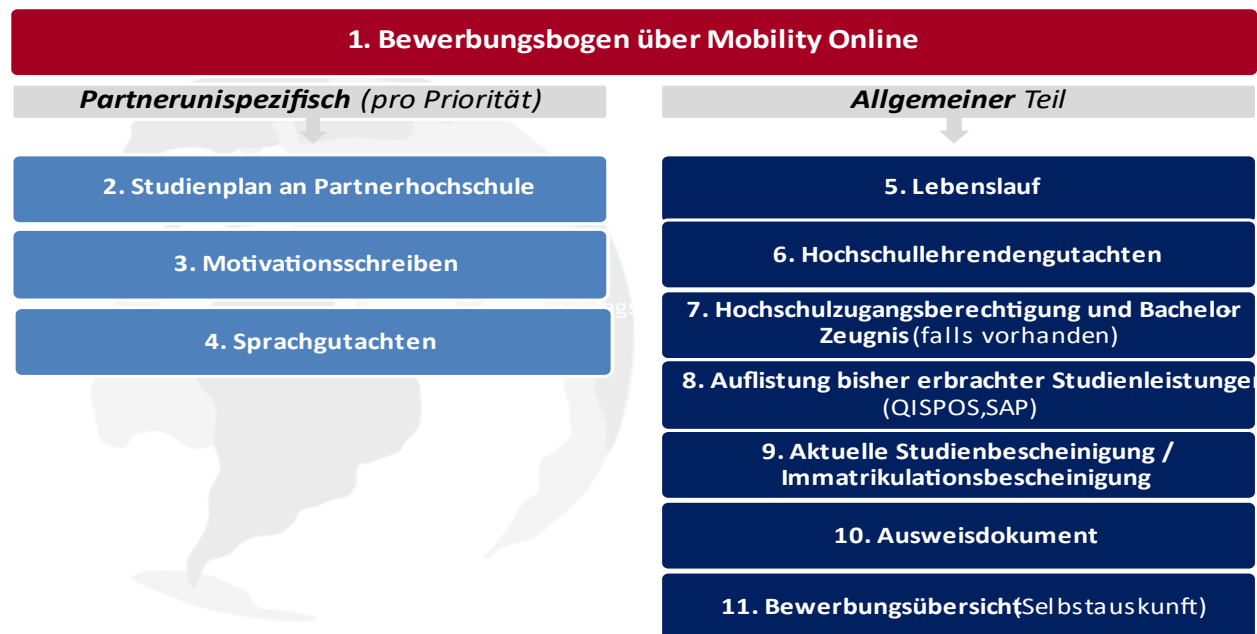 1. Bewerbungsbogen über Mobility Online
Partnerunispezifisch (pro Priorität)
2. Studienplan an Partnerhochschule
3. Motivationsschreiben
4. Sprachgutachten
Allgemeiner Teil
5. Lebenslauf
6. Hochschullehrendengutachten
7. Hochschulzugangsberechtigung und Bachelor-
Zeugnis (falls vorhanden)
8. Auflistung bisher erbrachter Studienleistungen
(QISPOS,SAP)
9. Aktuelle Studienbescheinigung /
Immatrikulationsbescheinigung
10. Ausweisdokument
11. Bewerbungsübersicht (Selbstauskunft)